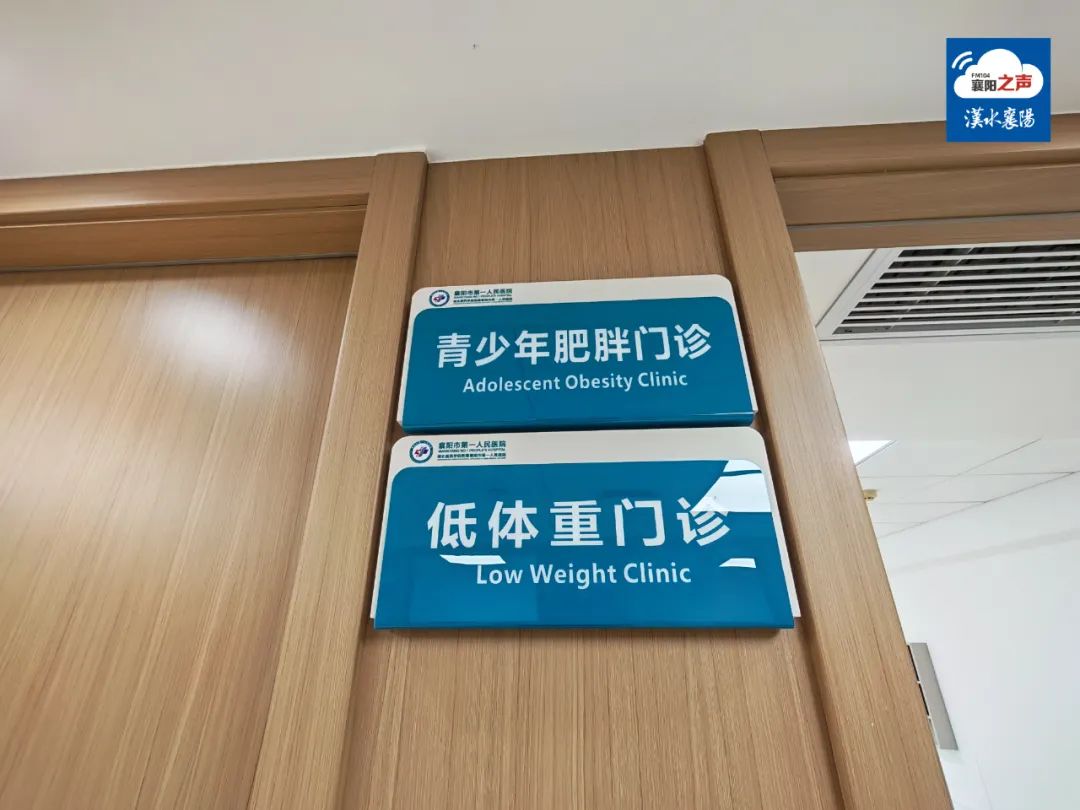 FM104
襄阳之声
漢水襄陽
襄阳市第一人民医院
青少年肥胖门诊
Adolescent Obesity Clinic
襄阳市第一人民医院
低体重门诊
Low Weight Clinic